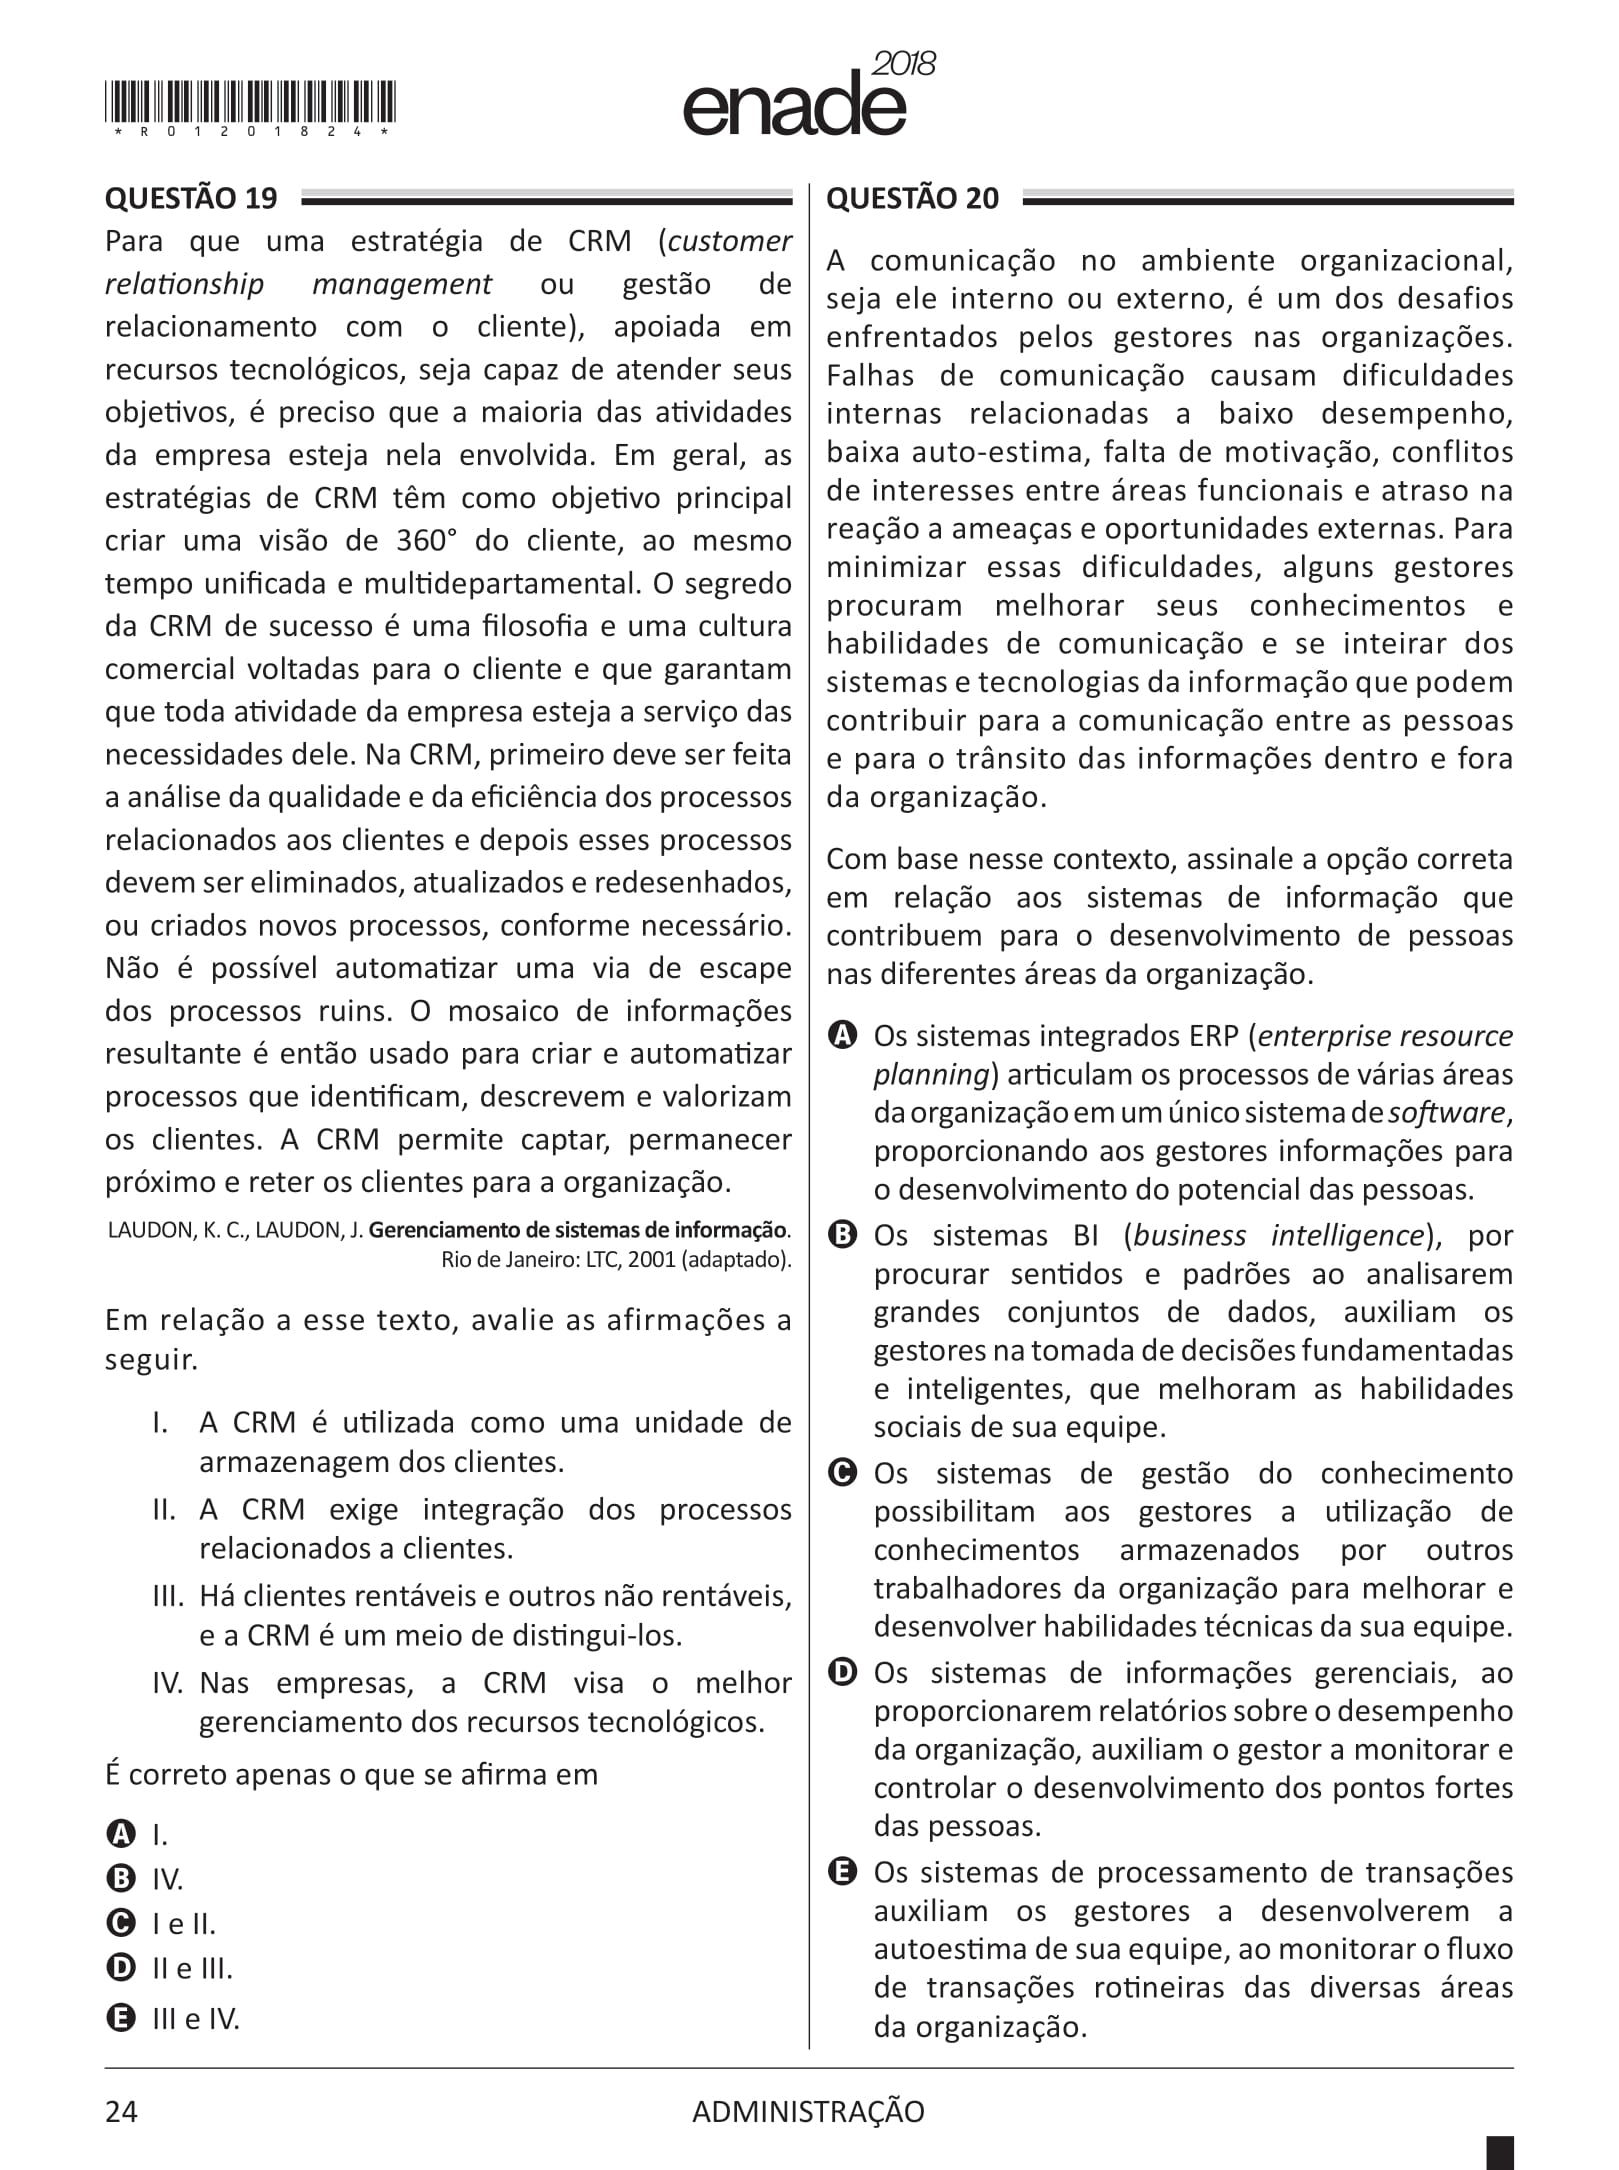 *R01201824*
enade 2018
QUESTÃO 19
Para que uma estratégia de CRM (customer
relationship management ou gestão de
relacionamento com o cliente), apoiada em
recursos tecnológicos, seja capaz de atender seus
objetivos, é preciso que a maioria das atividades
da empresa esteja nela envolvida. Em geral, as
estratégias de CRM têm como objetivo principal
criar uma visão de 360° do cliente, ao mesmo
tempo unificada e multidepartamental. O segredo
da CRM de sucesso é uma filosofia e uma cultura
comercial voltadas para o cliente e que garantam
que toda atividade da empresa esteja a serviço das
necessidades dele. Na CRM, primeiro deve ser feita
a análise da qualidade e da eficiência dos processos
relacionados aos clientes e depois esses processos
devem ser eliminados, atualizados e redesenhados,
ou criados novos processos, conforme necessário.
Não é possível automatizar uma via de escape
dos processos ruins. O mosaico de informações
resultante é então usado para criar e automatizar
processos que identificam, descrevem e valorizam
os clientes. A CRM permite captar, permanecer
próximo e reter os clientes para a organização.
LAUDON, K. C., LAUDON, J. Gerenciamento de sistemas de informação.
Rio de Janeiro: LTC, 2001 (adaptado).
Em relação a esse texto, avalie as afirmações a
seguir.
I. A CRM é utilizada como uma unidade de
armazenagem dos clientes.
II. A CRM exige integração dos processos
relacionados a clientes.
III. Há clientes rentáveis e outros não rentáveis,
e a CRM é um meio de distingui-los.
IV. Nas empresas, a CRM visa o melhor
gerenciamento dos recursos tecnológicos.
É correto apenas o que se afirma em
A I.
B IV.
C I e II.
D II e III.
E III e IV.
QUESTÃO 20
A comunicação no ambiente organizacional,
seja ele interno ou externo, é um dos desafios
enfrentados pelos gestores nas organizações.
Falhas de comunicação causam dificuldades
internas relacionadas a baixo desempenho,
baixa auto-estima, falta de motivação, conflitos
de interesses entre áreas funcionais e atraso na
reação a ameaças e oportunidades externas. Para
minimizar essas dificuldades, alguns gestores
procuram melhorar seus conhecimentos e
habilidades de comunicação e se inteirar dos
sistemas e tecnologias da informação que podem
contribuir para a comunicação entre as pessoas
e para o trânsito das informações dentro e fora
da organização.
Com base nesse contexto, assinale a opção correta
em relação aos sistemas de informação que
contribuem para o desenvolvimento de pessoas
nas diferentes áreas da organização.
A Os sistemas integrados ERP (enterprise resource
planning) articulam os processos de várias áreas
da organização em um único sistema de software,
proporcionando aos gestores informações para
o desenvolvimento do potencial das pessoas.
B Os sistemas BI (business intelligence), por
procurar sentidos e padrões ao analisarem
grandes conjuntos de dados, auxiliam os
gestores na tomada de decisões fundamentadas
e inteligentes, que melhoram as habilidades
sociais de sua equipe.
C Os sistemas de gestão do conhecimento
possibilitam aos gestores a utilização de
conhecimentos armazenados por outros
trabalhadores da organização para melhorar e
desenvolver habilidades técnicas da sua equipe.
D Os sistemas de informações gerenciais, ao
proporcionarem relatórios sobre o desempenho
da organização, auxiliam o gestor a monitorar e
controlar o desenvolvimento dos pontos fortes
das pessoas.
E Os sistemas de processamento de transações
auxiliam os gestores a desenvolverem a
autoestima de sua equipe, ao monitorar o fluxo
de transações rotineiras das diversas áreas
da organização.
24
ADMINISTRAÇÃO